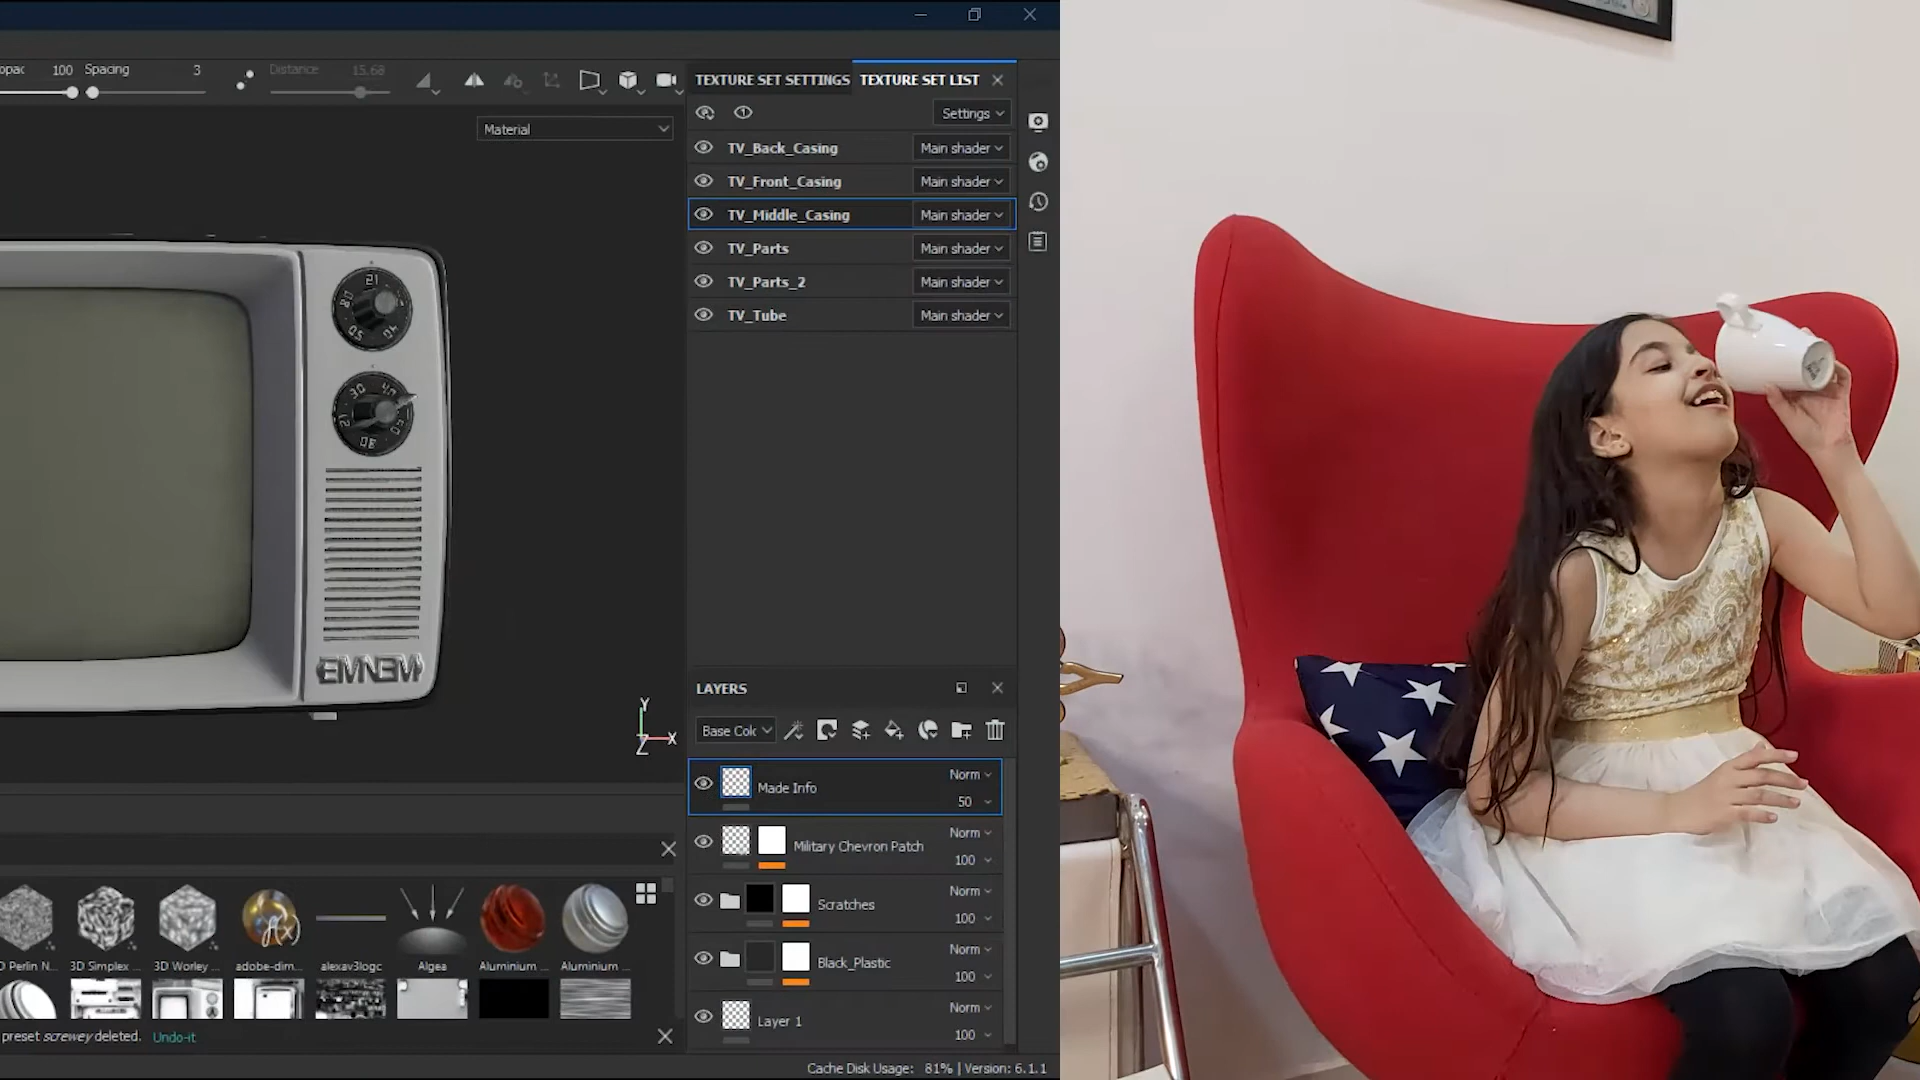 opac 100 Spacing 3 Distance 15.68
Material
TEXTURE SET SETTINGS TEXTURE SET LIST
Settings
TV_Back_Casing Main shader
TV_Front_Casing Main shader
TV_Middle_Casing Main shader
TV_Parts Main shader
TV_Parts_2 Main shader
TV_Tube Main shader
EMINEM
Y
X
Z
LAYERS
Base Colo
Made Info Norm 50
Military Chevron Patch Norm 100
Scratches Norm 100
Black_Plastic Norm 100
Layer 1 Norm 100
D Perlin N... 3D Simplex ... 3D Worley ... adobe-dim... alexav3logc Algea Aluminium ... Aluminium ...
preset screwey deleted. Undo-it
Cache Disk Usage: 81% | Version: 6.1.1